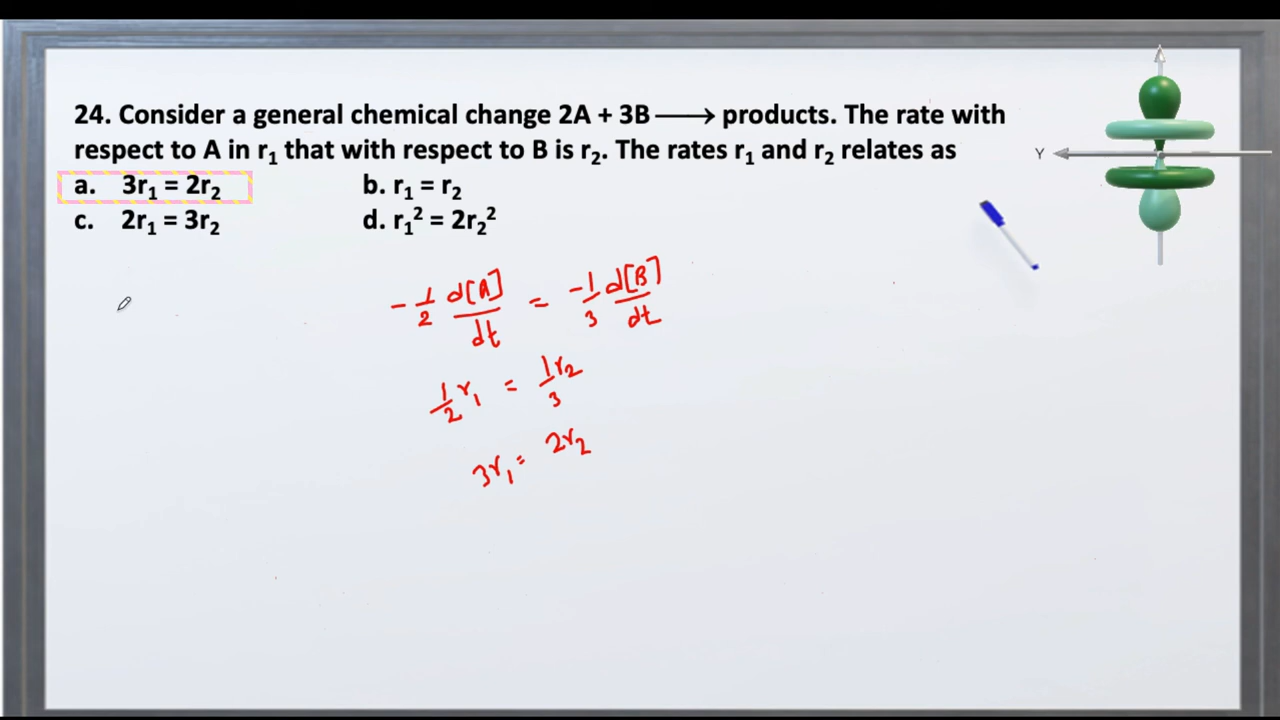 24. Consider a general chemical change 2A + 3B ⟶ products. The rate with
respect to A in r₁ that with respect to B is r₂. The rates r₁ and r₂ relates as
a. 3r₁ = 2r₂ b. r₁ = r₂
c. 2r₁ = 3r₂ d. r₁² = 2r₂²
Y
- 1/2 d[A]/dt = -1/3 d[B]/dt
1/2 r₁ = 1/3 r₂
3r₁ = 2r₂